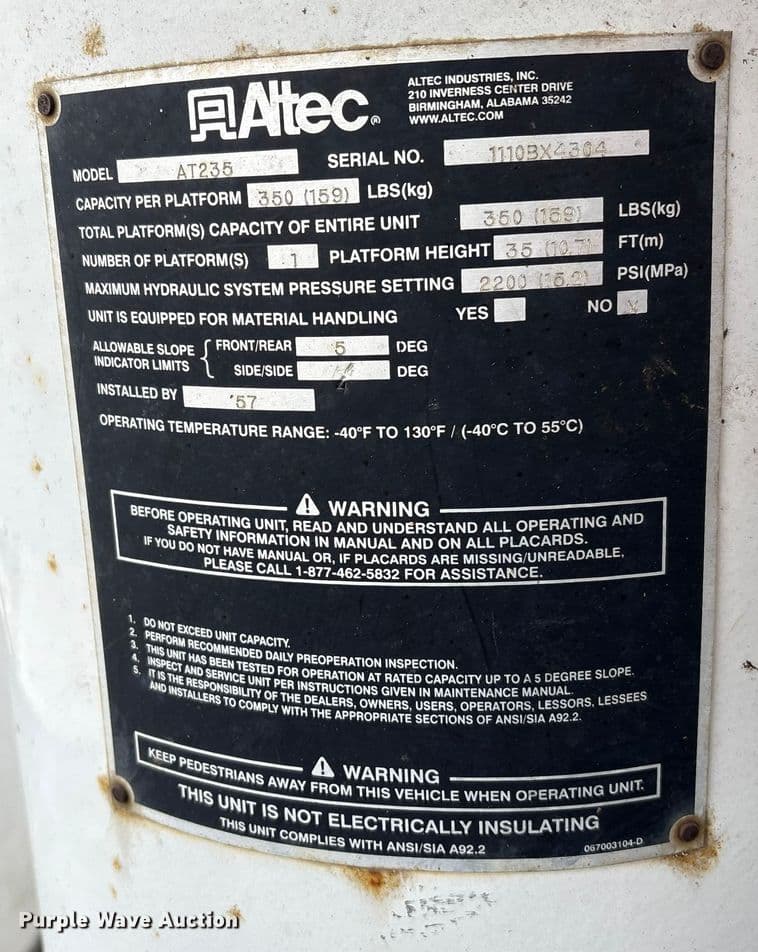 Altec®
ALTEC INDUSTRIES, INC.
210 INVERNESS CENTER DRIVE
BIRMINGHAM, ALABAMA 35242
WWW.ALTEC.COM
MODEL AT235 SERIAL NO. 1110BX4304
CAPACITY PER PLATFORM 350 (159) LBS(kg)
TOTAL PLATFORM(S) CAPACITY OF ENTIRE UNIT 350 (159) LBS(kg)
NUMBER OF PLATFORM(S) 1 PLATFORM HEIGHT 35 (10.7) FT(m)
MAXIMUM HYDRAULIC SYSTEM PRESSURE SETTING 2200 (15.2) PSI(MPa)
UNIT IS EQUIPPED FOR MATERIAL HANDLING YES NO X
ALLOWABLE SLOPE INDICATOR LIMITS { FRONT/REAR 5 DEG
SIDE/SIDE 4 DEG
INSTALLED BY '57
OPERATING TEMPERATURE RANGE: -40°F TO 130°F / (-40°C TO 55°C)
⚠ WARNING
BEFORE OPERATING UNIT, READ AND UNDERSTAND ALL OPERATING AND
SAFETY INFORMATION IN MANUAL AND ON ALL PLACARDS.
IF YOU DO NOT HAVE MANUAL OR, IF PLACARDS ARE MISSING/UNREADABLE,
PLEASE CALL 1-877-462-5832 FOR ASSISTANCE.
1. DO NOT EXCEED UNIT CAPACITY.
2. PERFORM RECOMMENDED DAILY PREOPERATION INSPECTION.
3. THIS UNIT HAS BEEN TESTED FOR OPERATION AT RATED CAPACITY UP TO A 5 DEGREE SLOPE.
4. INSPECT AND SERVICE UNIT PER INSTRUCTIONS GIVEN IN MAINTENANCE MANUAL.
5. IT IS THE RESPONSIBILITY OF THE DEALERS, OWNERS, USERS, OPERATORS, LESSORS, LESSEES
AND INSTALLERS TO COMPLY WITH THE APPROPRIATE SECTIONS OF ANSI/SIA A92.2.
⚠ WARNING
KEEP PEDESTRIANS AWAY FROM THIS VEHICLE WHEN OPERATING UNIT.
THIS UNIT IS NOT ELECTRICALLY INSULATING
THIS UNIT COMPLIES WITH ANSI/SIA A92.2
067003104-D
Purple Wave Auction